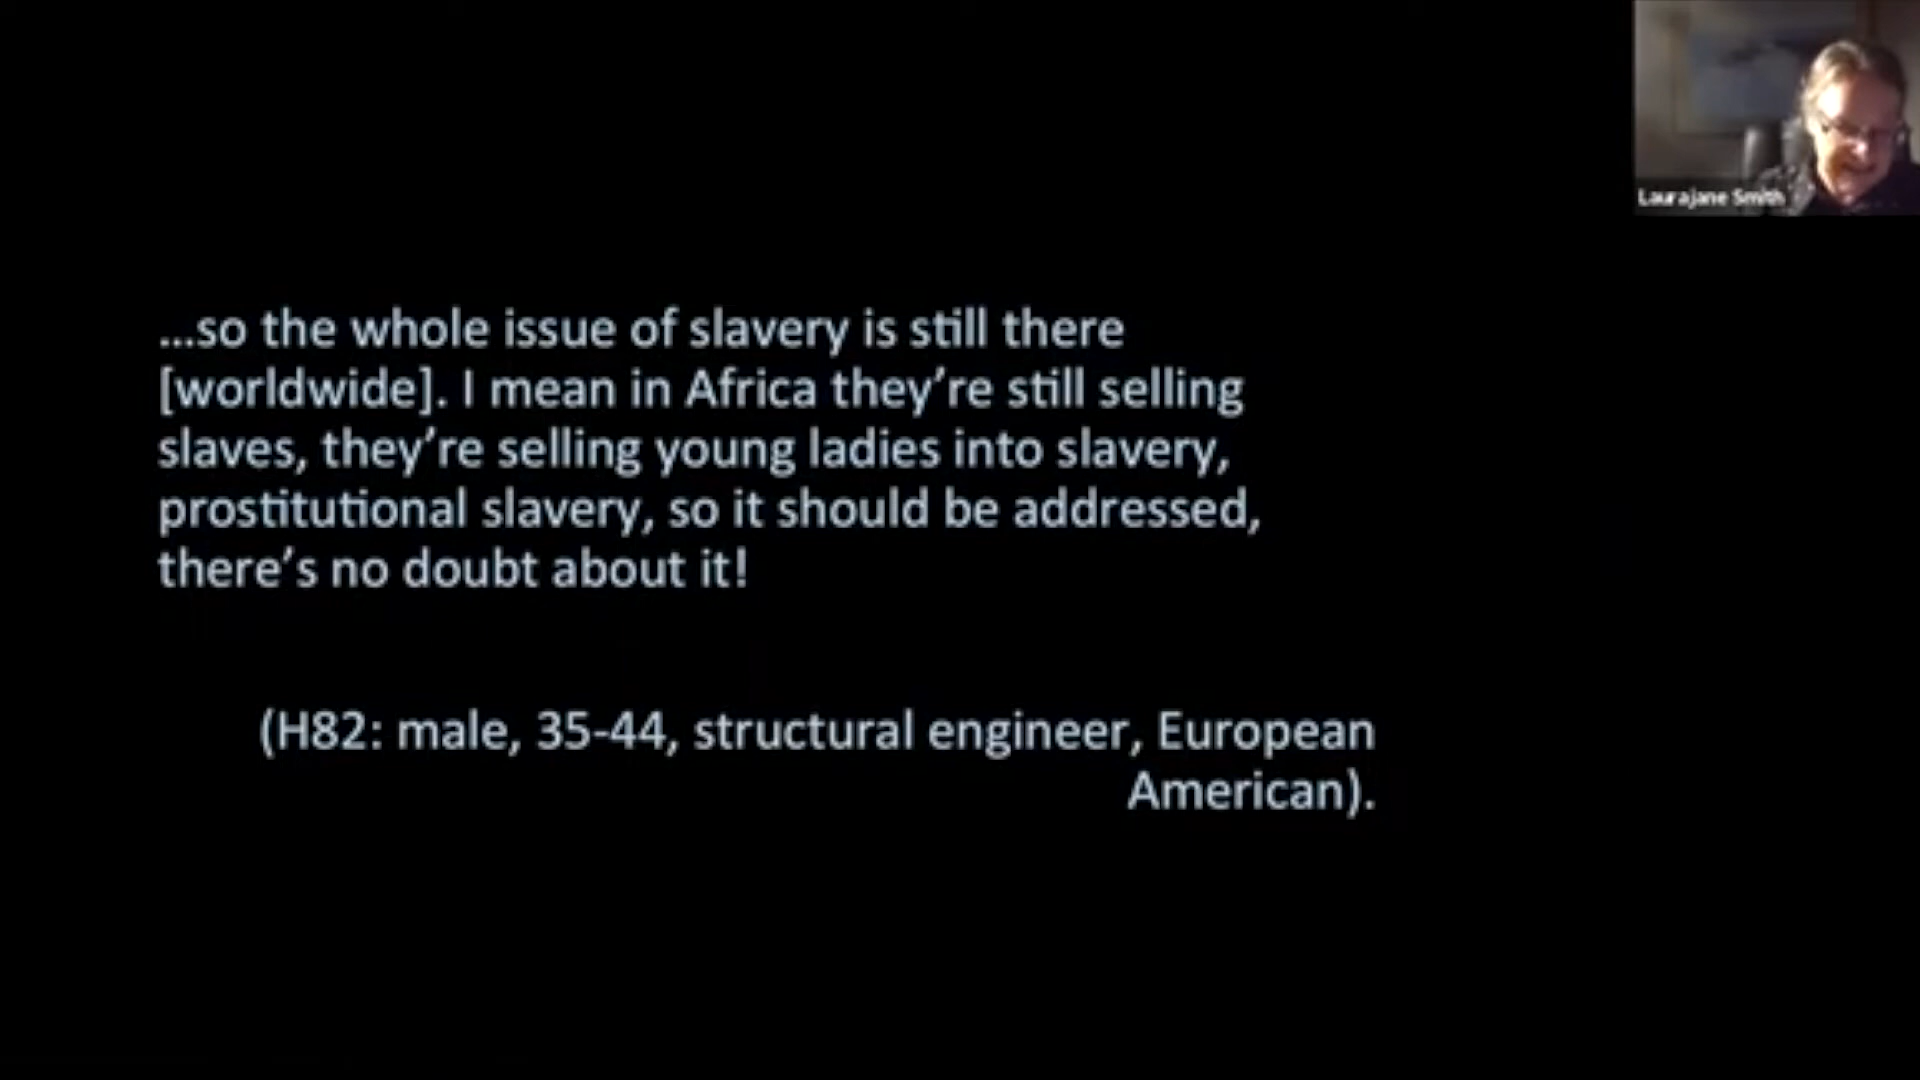 Laurajane Smith
...so the whole issue of slavery is still there
[worldwide]. I mean in Africa they’re still selling
slaves, they’re selling young ladies into slavery,
prostitutional slavery, so it should be addressed,
there’s no doubt about it!
(H82: male, 35-44, structural engineer, European
American).